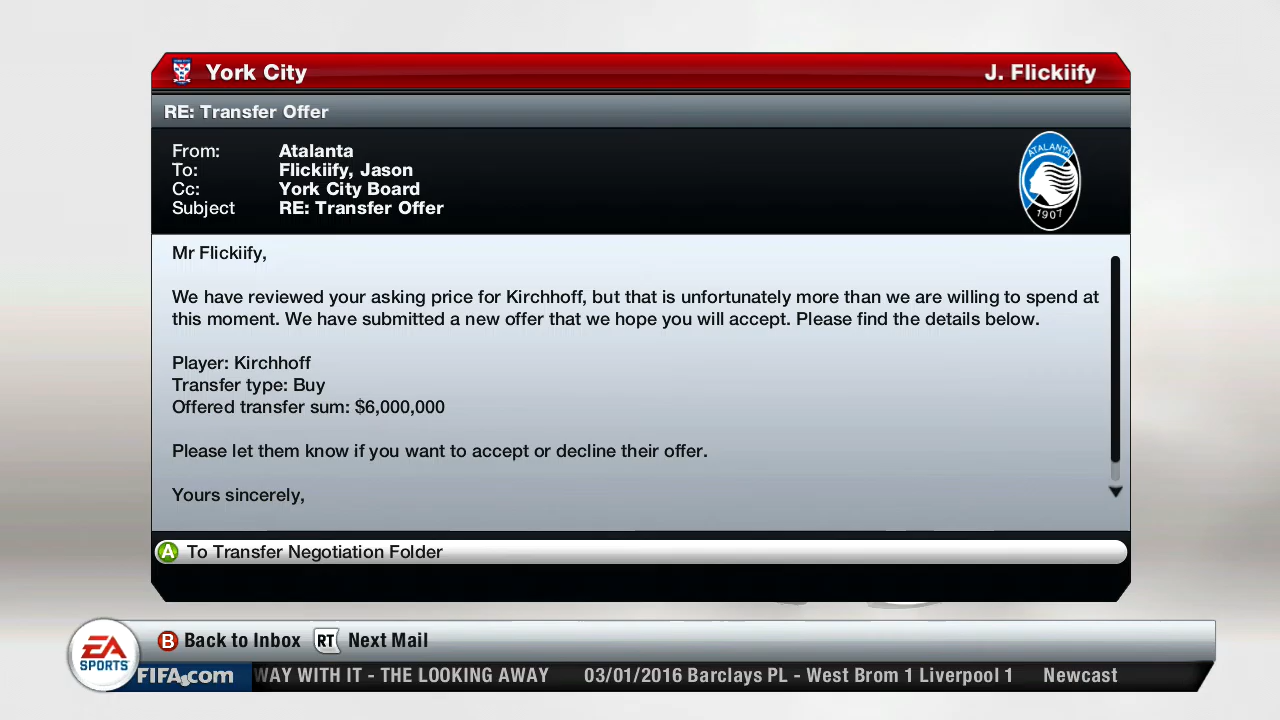 York City
J. Flickiify
RE: Transfer Offer
From: Atalanta
To: Flickiify, Jason
Cc: York City Board
Subject RE: Transfer Offer
ATALANTA
1907
Mr Flickiify,
We have reviewed your asking price for Kirchhoff, but that is unfortunately more than we are willing to spend at
this moment. We have submitted a new offer that we hope you will accept. Please find the details below.
Player: Kirchhoff
Transfer type: Buy
Offered transfer sum: $6,000,000
Please let them know if you want to accept or decline their offer.
Yours sincerely,
A To Transfer Negotiation Folder
B Back to Inbox RT Next Mail
EA
SPORTS
FIFA.com WAY WITH IT - THE LOOKING AWAY 03/01/2016 Barclays PL - West Brom 1 Liverpool 1 Newcast